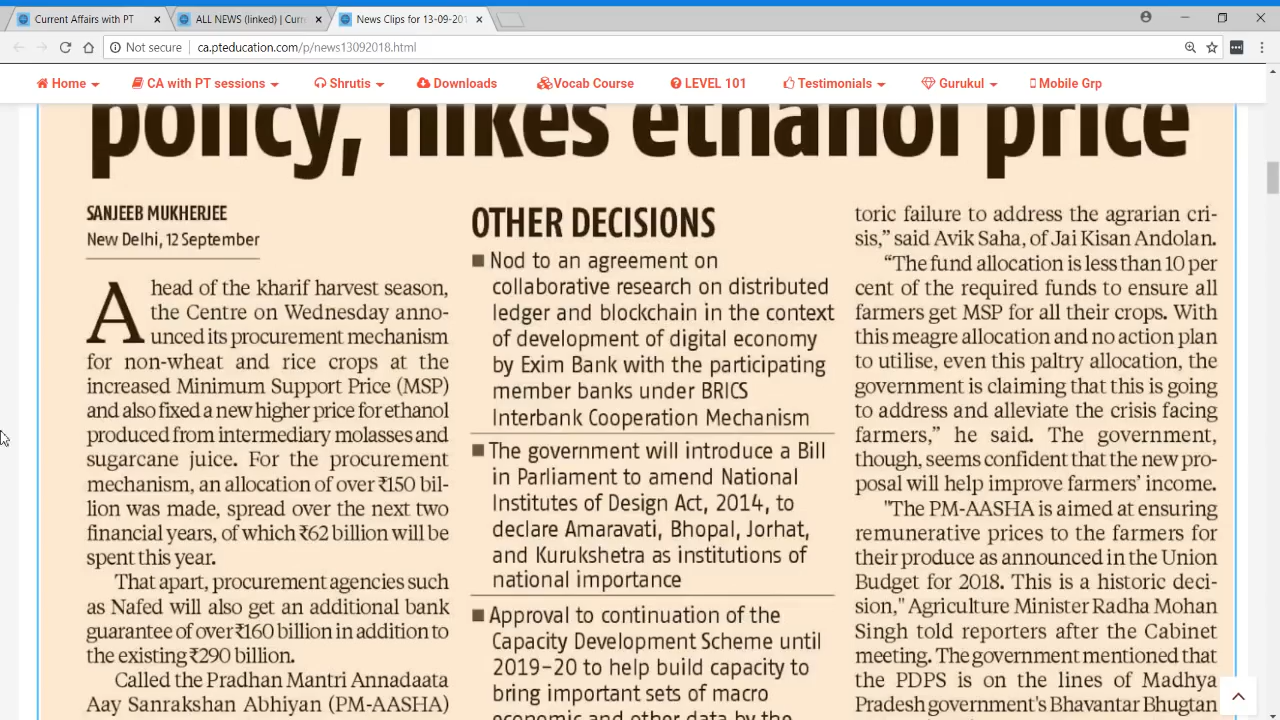 Current Affairs with PT
ALL NEWS (linked) | Curr
News Clips for 13-09-201
Not secure
ca.pteducation.com/p/news13092018.html
Home
CA with PT sessions
Shrutis
Downloads
Vocab Course
LEVEL 101
Testimonials
Gurukul
Mobile Grp
policy, hikes ethanol price
SANJEEB MUKHERJEE
New Delhi, 12 September
Ahead of the kharif harvest season,
the Centre on Wednesday anno-
unced its procurement mechanism
for non-wheat and rice crops at the
increased Minimum Support Price (MSP)
and also fixed a new higher price for ethanol
produced from intermediary molasses and
sugarcane juice. For the procurement
mechanism, an allocation of over ₹150 bil-
lion was made, spread over the next two
financial years, of which ₹62 billion will be
spent this year.
That apart, procurement agencies such
as Nafed will also get an additional bank
guarantee of over ₹160 billion in addition to
the existing ₹290 billion.
Called the Pradhan Mantri Annadaata
Aay Sanrakshan Abhiyan (PM-AASHA)
OTHER DECISIONS
Nod to an agreement on
collaborative research on distributed
ledger and blockchain in the context
of development of digital economy
by Exim Bank with the participating
member banks under BRICS
Interbank Cooperation Mechanism
The government will introduce a Bill
in Parliament to amend National
Institutes of Design Act, 2014, to
declare Amaravati, Bhopal, Jorhat,
and Kurukshetra as institutions of
national importance
Approval to continuation of the
Capacity Development Scheme until
2019-20 to help build capacity to
bring important sets of macro
economic and other data by the
toric failure to address the agrarian cri-
sis,” said Avik Saha, of Jai Kisan Andolan.
“The fund allocation is less than 10 per
cent of the required funds to ensure all
farmers get MSP for all their crops. With
this meagre allocation and no action plan
to utilise, even this paltry allocation, the
government is claiming that this is going
to address and alleviate the crisis facing
farmers,” he said. The government,
though, seems confident that the new pro-
posal will help improve farmers’ income.
"The PM-AASHA is aimed at ensuring
remunerative prices to the farmers for
their produce as announced in the Union
Budget for 2018. This is a historic deci-
sion," Agriculture Minister Radha Mohan
Singh told reporters after the Cabinet
meeting. The government mentioned that
the PDPS is on the lines of Madhya
Pradesh government's Bhavantar Bhugtan